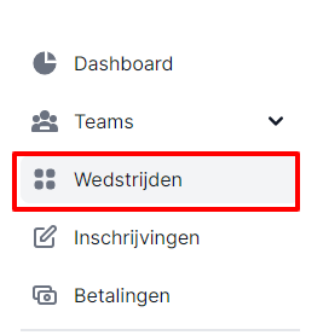 Dashboard
Teams
Wedstrijden
Inschrijvingen
Betalingen